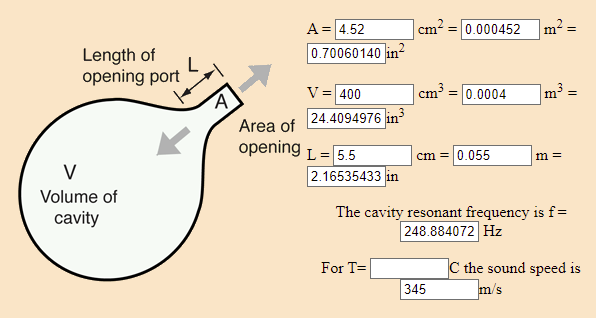 Length of
opening port
L
A
Area of
opening
V
Volume of
cavity
A = 4.52 cm² = 0.000452 m² =
0.70060140 in²
V = 400 cm³ = 0.0004 m³ =
24.4094976 in³
L = 5.5 cm = 0.055 m =
2.16535433 in
The cavity resonant frequency is f =
248.884072 Hz
For T= C the sound speed is
345 m/s